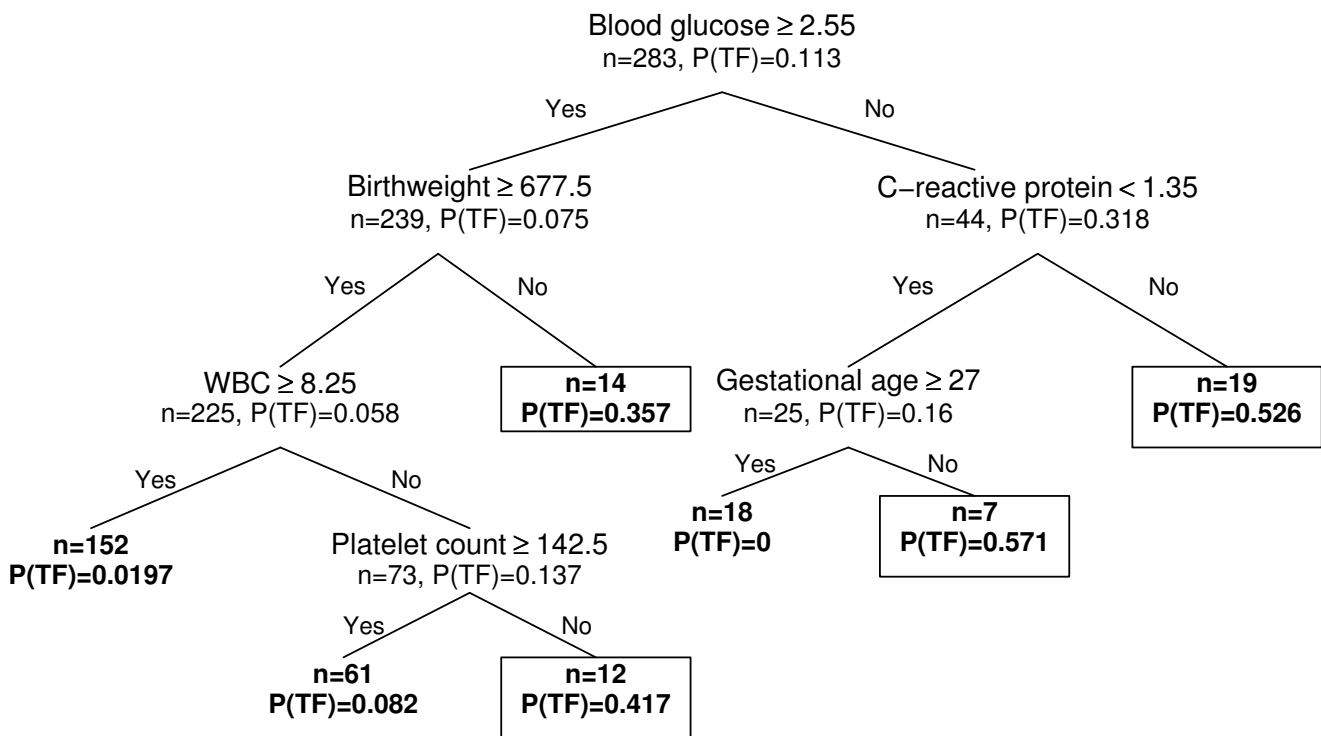 Blood glucose ≥ 2.55
n=283, P(TF)=0.113
Yes
No
Birthweight ≥ 677.5
n=239, P(TF)=0.075
C−reactive protein < 1.35
n=44, P(TF)=0.318
Yes
No
Yes
No
WBC ≥ 8.25
n=225, P(TF)=0.058
n=14
P(TF)=0.357
Gestational age ≥ 27
n=25, P(TF)=0.16
n=19
P(TF)=0.526
Yes
No
Yes
No
n=152
P(TF)=0.0197
Platelet count ≥ 142.5
n=73, P(TF)=0.137
n=18
P(TF)=0
n=7
P(TF)=0.571
Yes
No
n=61
P(TF)=0.082
n=12
P(TF)=0.417